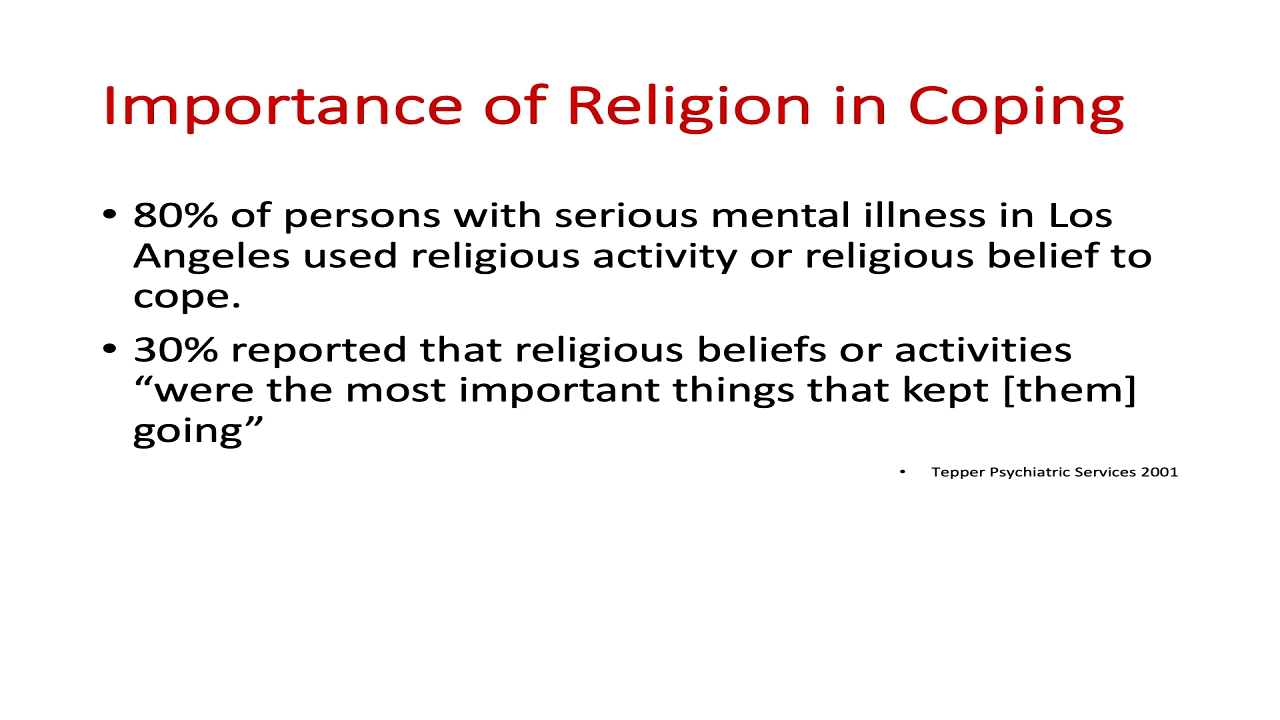 Importance of Religion in Coping
• 80% of persons with serious mental illness in Los
Angeles used religious activity or religious belief to
cope.
• 30% reported that religious beliefs or activities
“were the most important things that kept [them]
going”
• Tepper Psychiatric Services 2001